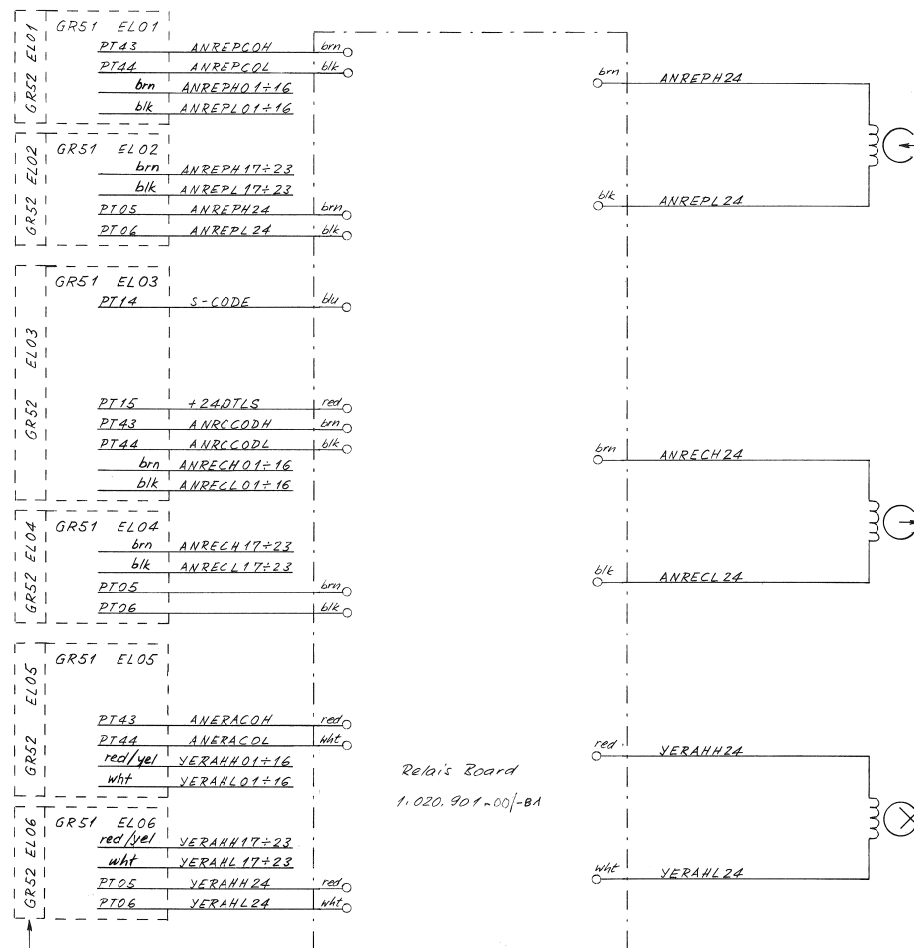 GR52 EL01
GR51 EL01
PT43 ANREPCOH brn
PT44 ANREPCOL blk
brn ANREPH01÷16
blk ANREPL01÷16
GR52 EL02
GR51 EL02
brn ANREPH17÷23
blk ANREPL17÷23
PT05 ANREPH24 brn
PT06 ANREPL24 blk
GR52 EL03
GR51 EL03
PT14 S-CODE blu
PT15 +24DTLS red
PT43 ANRCCODH brn
PT44 ANRCCODL blk
brn ANRECH01÷16
blk ANRECL01÷16
GR52 EL04
GR51 EL04
brn ANRECH17÷23
blk ANRECL17÷23
PT05 brn
PT06 blk
GR52 EL05
GR51 EL05
PT43 ANERACOH red
PT44 ANERACOL wht
red/yel YERAHH01÷16
wht YERAHL01÷16
GR52 EL06
GR51 EL06
red/yel YERAHH17÷23
wht YERAHL17÷23
PT05 YERAHH24 red
PT06 YERAHL24 wht
Relais Board
1.020.901-00/-BA
brn ANREPH24
blk ANREPL24
brn ANRECH24
blk ANRECL24
red YERAHH24
wht YERAHL24